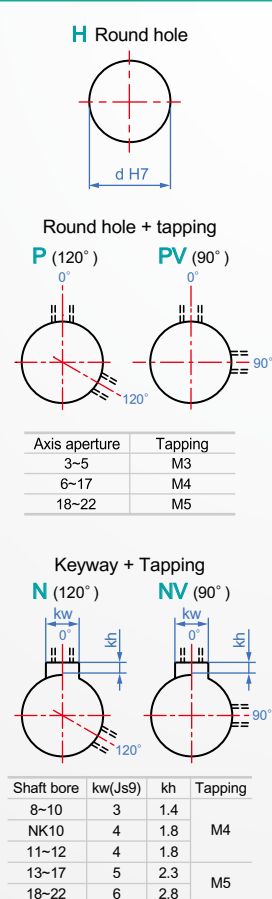 H Round hole
d H7
Round hole + tapping
P (120°) PV (90°)
0° 0°
90°
120°
Axis aperture Tapping
3~5 M3
6~17 M4
18~22 M5
Keyway + Tapping
N (120°) NV (90°)
kw kw
0° kh 0° kh
90°
120°
Shaft bore kw(Js9) kh Tapping
8~10 3 1.4
NK10 4 1.8 M4
11~12 4 1.8
13~17 5 2.3 M5
18~22 6 2.8